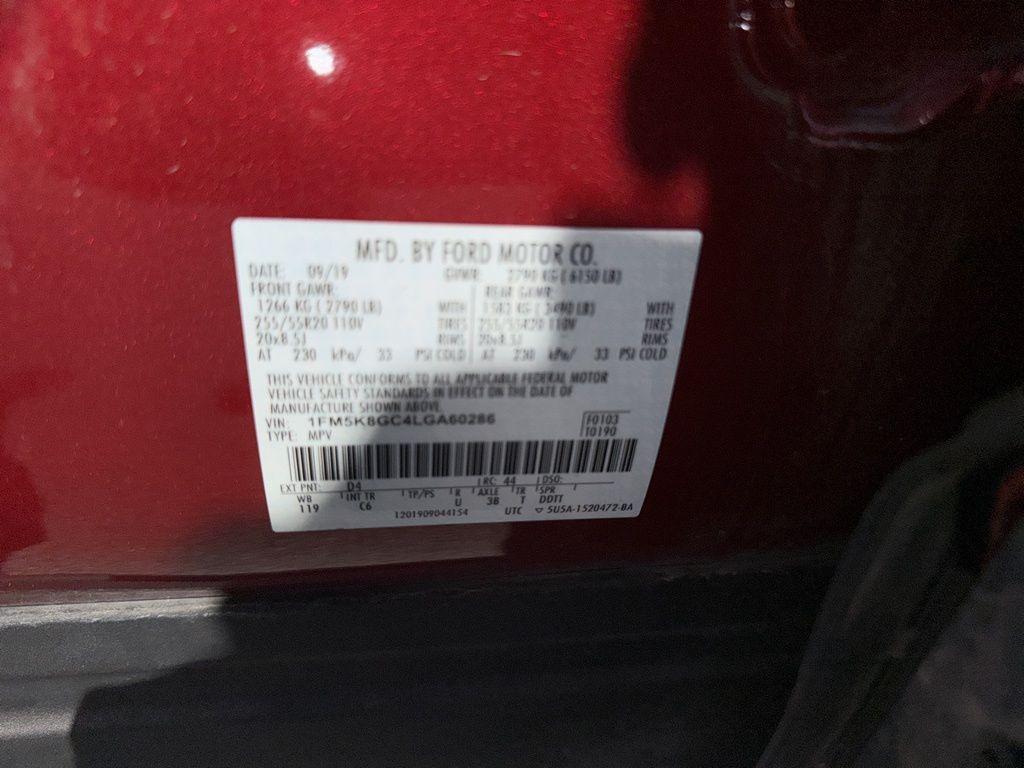 MFD. BY FORD MOTOR CO.
DATE: 09/19 GVWR: 2790 KG ( 6150 LB)
FRONT GAWR: REAR GAWR:
1266 KG ( 2790 LB) WITH 1582 KG ( 3490 LB) WITH
255/55R20 110V TIRES 255/55R20 110V TIRES
20x8.5J RIMS 20x8.5J RIMS
AT 230 kPa/ 33 PSI COLD AT 230 kPa/ 33 PSI COLD
THIS VEHICLE CONFORMS TO ALL APPLICABLE FEDERAL MOTOR
VEHICLE SAFETY STANDARDS IN EFFECT ON THE DATE OF
MANUFACTURE SHOWN ABOVE.
VIN: 1FM5K8GC4LGA60286 F0103
TYPE: MPV T0190
EXT PNT: D4 RC: 44 DSO:
WB INT TR TP/PS R AXLE TR SPR
119 C6 U 3B T DDTT
1201909044154 UTC ▽ 5U5A-1520472-BA